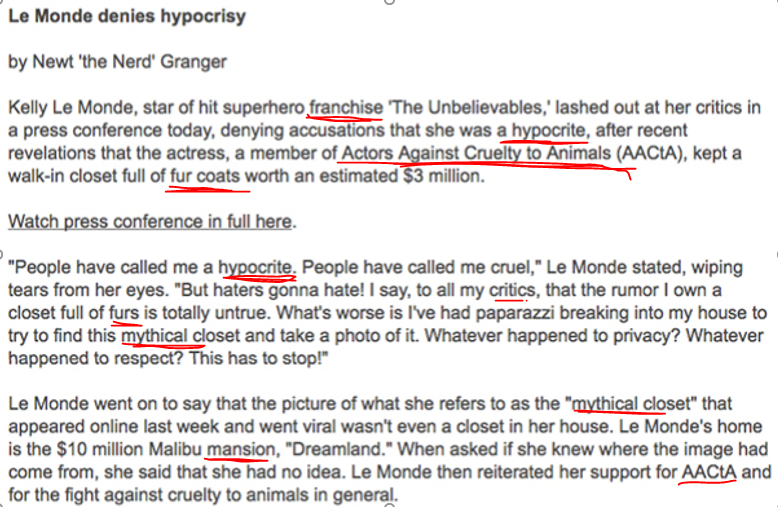 Le Monde denies hypocrisy
by Newt 'the Nerd' Granger
Kelly Le Monde, star of hit superhero franchise 'The Unbelievables,' lashed out at her critics in
a press conference today, denying accusations that she was a hypocrite, after recent
revelations that the actress, a member of Actors Against Cruelty to Animals (AACtA), kept a
walk-in closet full of fur coats worth an estimated $3 million.
Watch press conference in full here.
"People have called me a hypocrite. People have called me cruel," Le Monde stated, wiping
tears from her eyes. "But haters gonna hate! I say, to all my critics, that the rumor I own a
closet full of furs is totally untrue. What's worse is I've had paparazzi breaking into my house to
try to find this mythical closet and take a photo of it. Whatever happened to privacy? Whatever
happened to respect? This has to stop!"
Le Monde went on to say that the picture of what she refers to as the "mythical closet" that
appeared online last week and went viral wasn't even a closet in her house. Le Monde's home
is the $10 million Malibu mansion, "Dreamland." When asked if she knew where the image had
come from, she said that she had no idea. Le Monde then reiterated her support for AACtA and
for the fight against cruelty to animals in general.